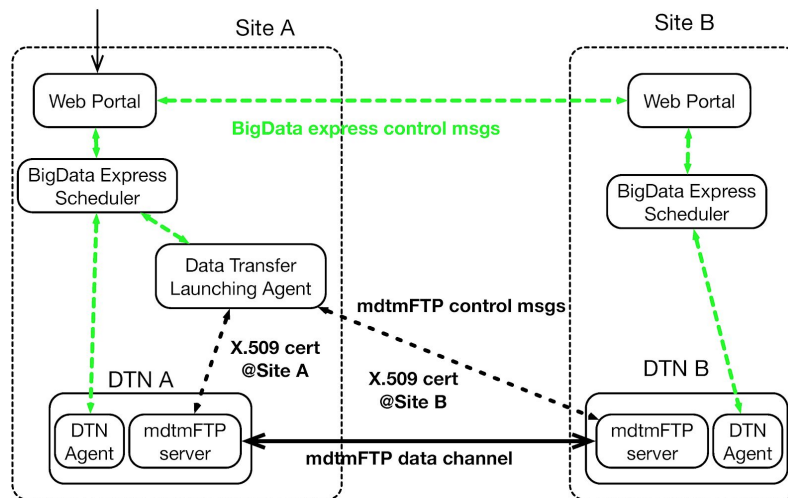 Site A
Site B
Web Portal
Web Portal
BigData express control msgs
BigData Express
Scheduler
BigData Express
Scheduler
Data Transfer
Launching Agent
mdtmFTP control msgs
X.509 cert
@Site A
X.509 cert
@Site B
DTN A
DTN B
DTN
Agent
mdtmFTP
server
mdtmFTP
server
DTN
Agent
mdtmFTP data channel